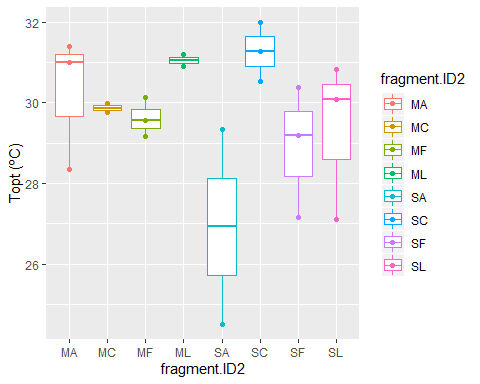 32
30
28
26
Topt (ºC)
MA MC MF ML SA SC SF SL
fragment.ID2
fragment.ID2
MA
MC
MF
ML
SA
SC
SF
SL